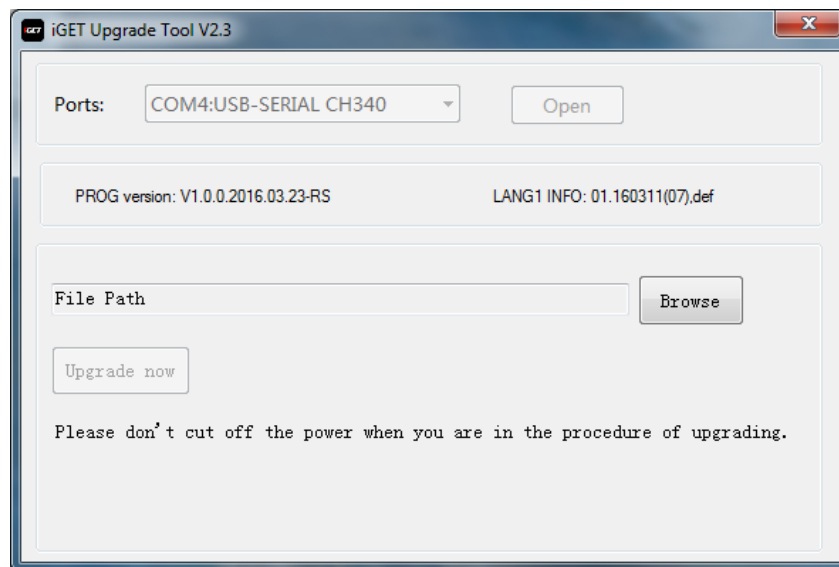 iGET iGET Upgrade Tool V2.3
Ports: COM4:USB-SERIAL CH340 Open
PROG version: V1.0.0.2016.03.23-RS LANG1 INFO: 01.160311(07),def
File Path Browse
Upgrade now
Please don't cut off the power when you are in the procedure of upgrading.